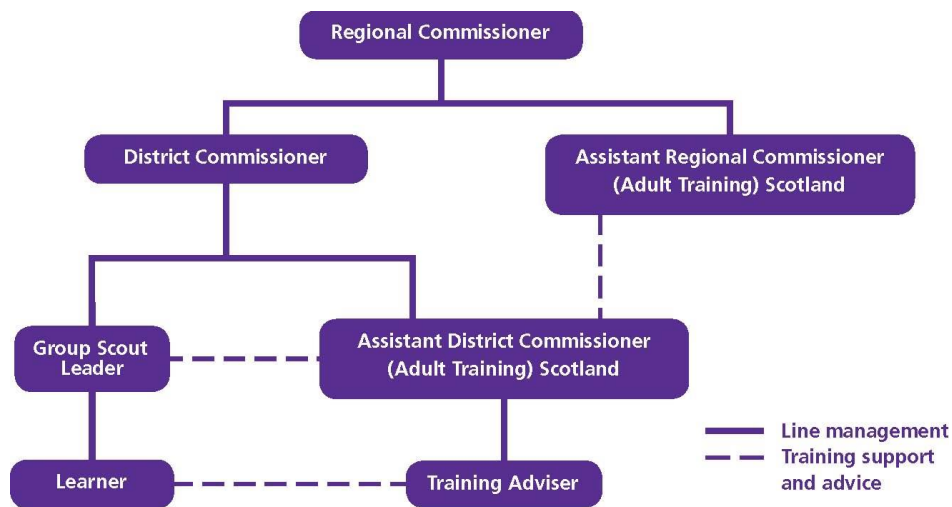 Regional Commissioner
District Commissioner
Assistant Regional Commissioner
(Adult Training) Scotland
Group Scout
Leader
Assistant District Commissioner
(Adult Training) Scotland
Learner
Training Adviser
Line management
Training support
and advice